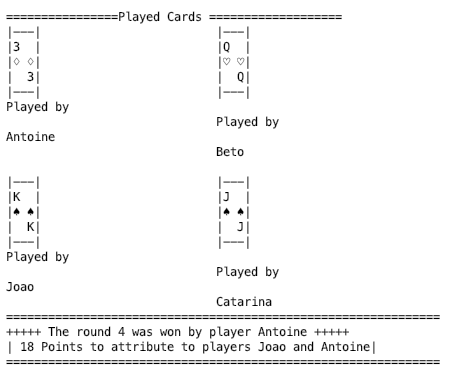 ================Played Cards ===================
|———|                         |———|
|3  |                         |Q  |
|♢ ♢|                         |♡ ♡|
|  3|                         |  Q|
|———|                         |———|
Played by
                              Played by
Antoine
                              Beto
|———|                         |———|
|K  |                         |J  |
|♠ ♠|                         |♠ ♠|
|  K|                         |  J|
|———|                         |———|
Played by
                              Played by
Joao
                              Catarina
==============================================================
+++++ The round 4 was won by player Antoine +++++
| 18 Points to attribute to players Joao and Antoine|
==============================================================